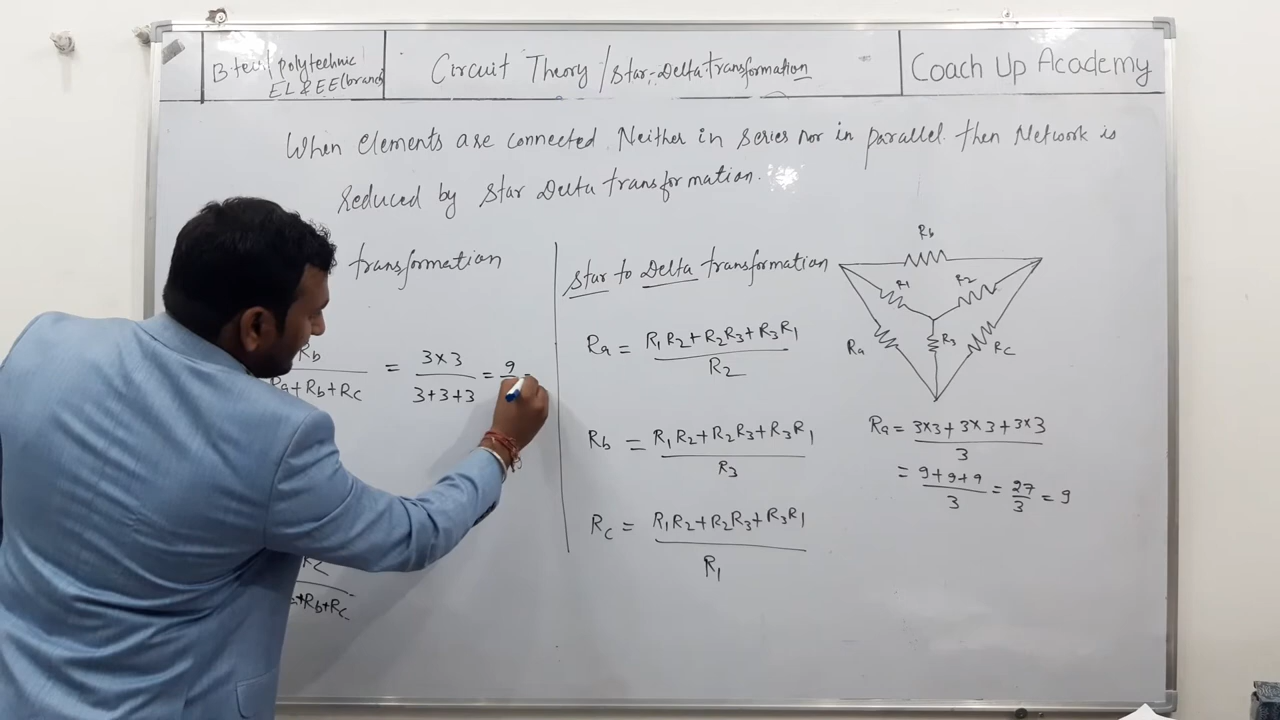 B tech/polytechnic
EL & EE(branch)
Circuit Theory/Star-Delta transformation
Coach Up Academy
When elements are connected Neither in series nor in parallel then Network is
Reduced by Star Delta transformation.
transformation
Rb
Ra+Rb+Rc
= 3×3
3+3+3
= 9
=
Rc
+Rb+Rc
Star to Delta transformation
Ra = R1R2+R2R3+R3R1
R2
Rb = R1R2+R2R3+R3R1
R3
Rc = R1R2+R2R3+R3R1
R1
Rb
R1
R2
Ra
R3
Rc
Ra = 3×3+3×3+3×3
3
= 9+9+9
3
= 27
3
= 9